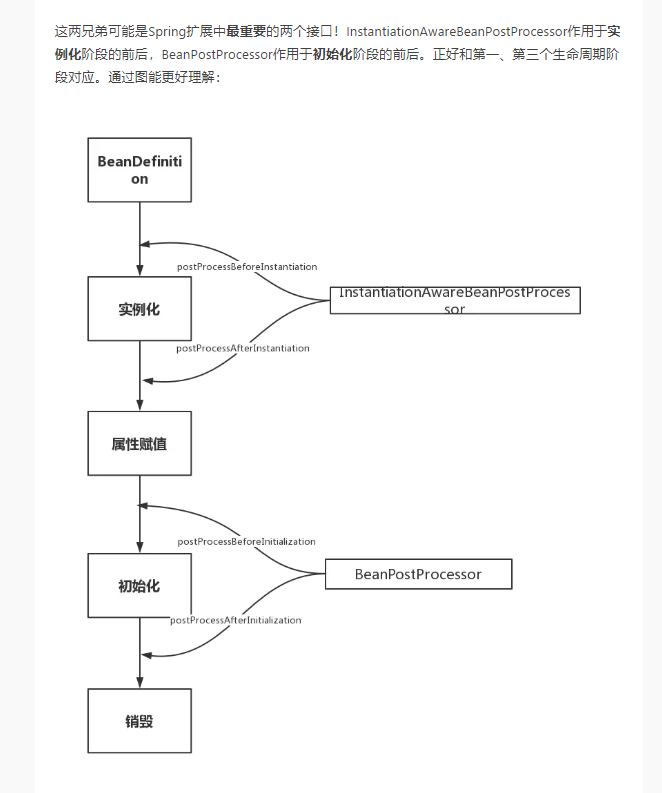 这两兄弟可能是Spring扩展中最重要的两个接口！InstantiationAwareBeanPostProcessor作用于实
例化阶段的前后，BeanPostProcessor作用于初始化阶段的前后。正好和第一、第三个生命周期阶
段对应。通过图能更好理解：
BeanDefiniti
on
postProcessBeforeInstantiation
InstantiationAwareBeanPostProces
sor
实例化
postProcessAfterInstantiation
属性赋值
postProcessBeforeInitialization
BeanPostProcessor
初始化
postProcessAfterInitialization
销毁